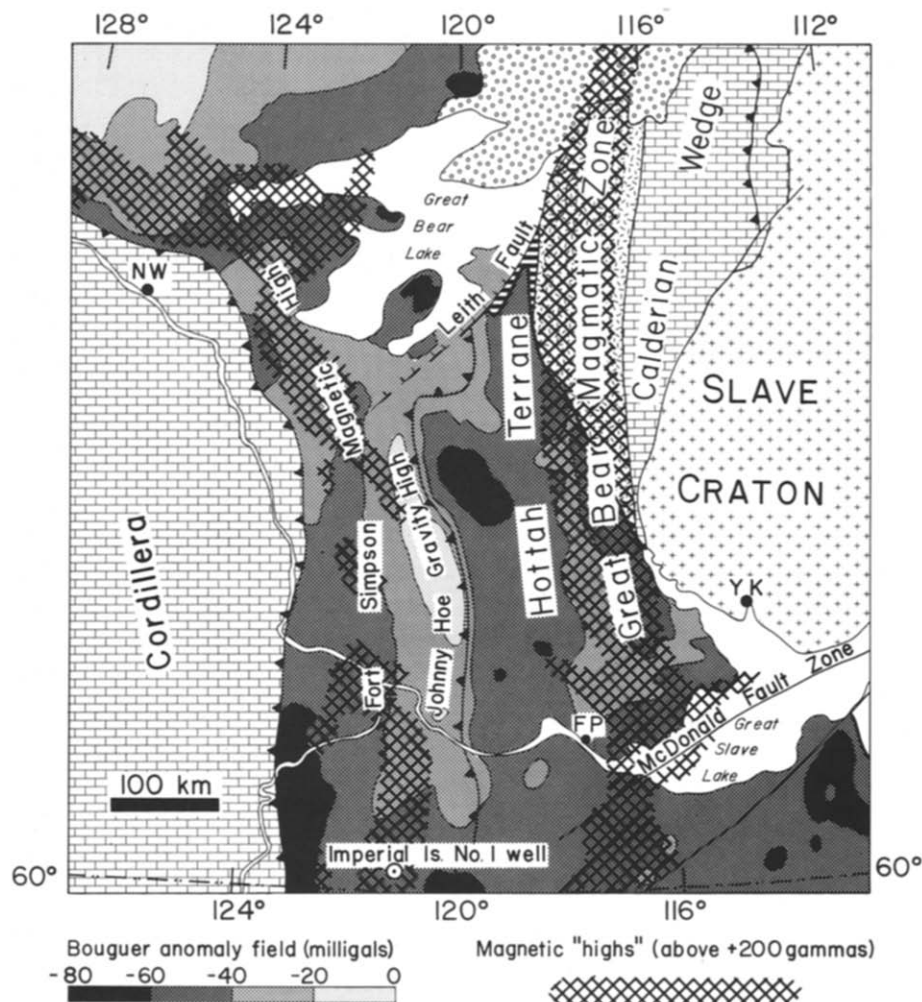 128° 124° 120° 116° 112°
Great
Bear
Lake
Leith Fault
NW
Fort Simpson Magnetic High
Johnny Hoe Gravity High
Hottah Terrane
Great Bear Magmatic Zone
Calderian Wedge
SLAVE
CRATON
Cordillera
YK
FP
McDonald Fault Zone
Great
Slave
Lake
100 km
Imperial Is. No. 1 well
60° 60°
124° 120° 116°
Bouguer anomaly field (milligals)
-80 -60 -40 -20 0
Magnetic "highs" (above +200 gammas)